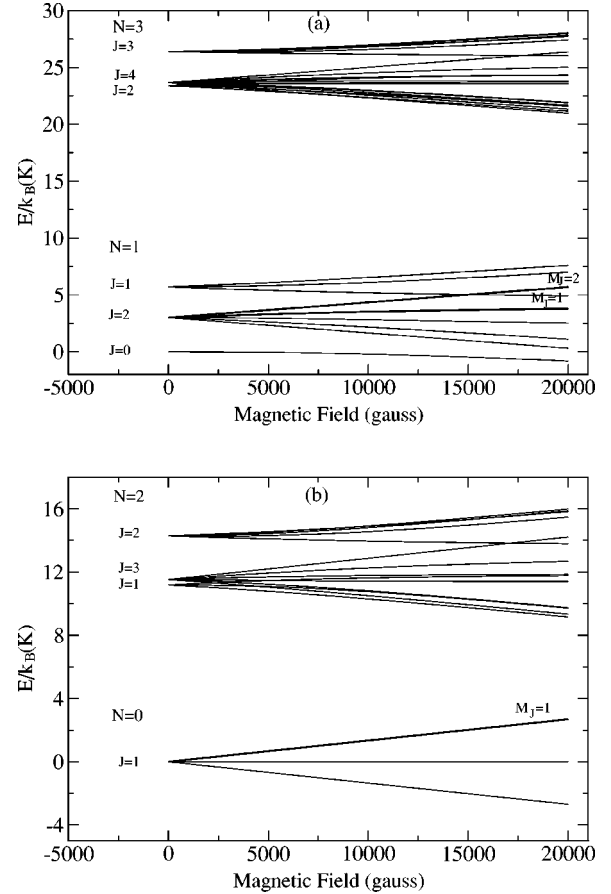 (a)
30
N=3
J=3
25
J=4
J=2
20
15
E/k_B(K)
10
N=1
J=1
M_J=2
5
M_J=1
J=2
0
J=0
-5000 0 5000 10000 15000 20000
Magnetic Field (gauss)
(b)
16
N=2
J=2
12
J=3
J=1
8
E/k_B(K)
4
N=0
M_J=1
0
J=1
-4
-5000 0 5000 10000 15000 20000
Magnetic Field (gauss)